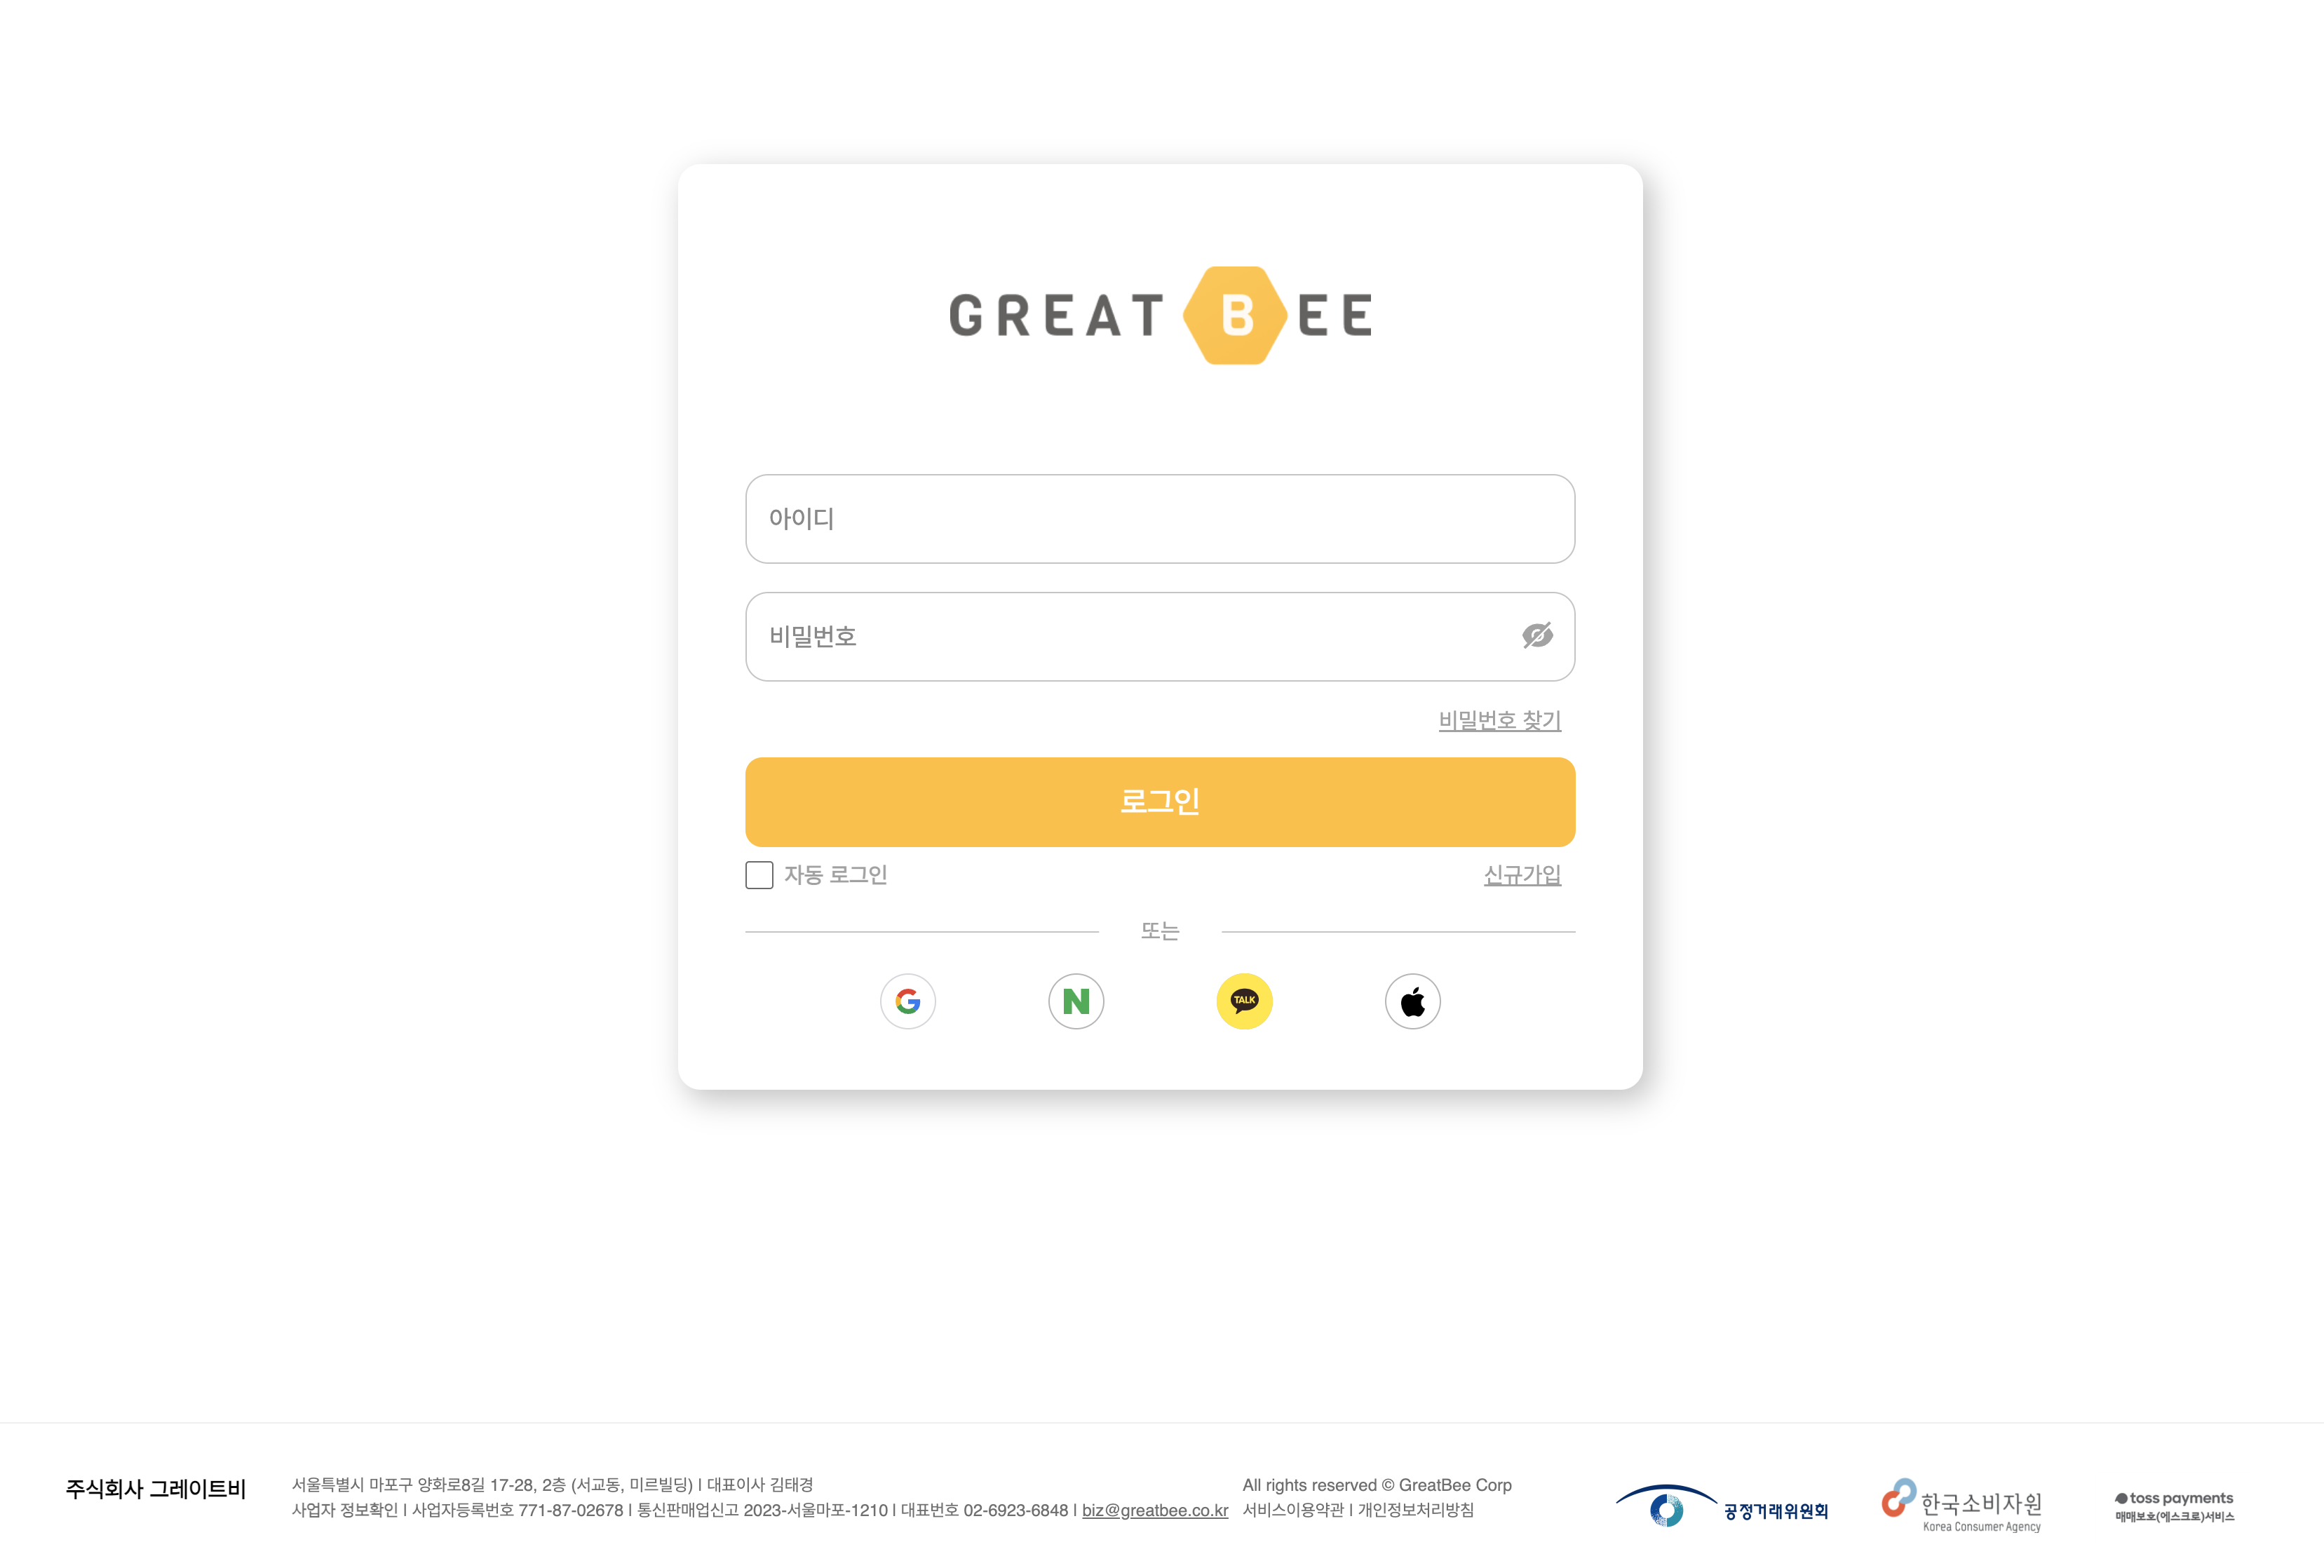 GREAT BEE
아이디
비밀번호
비밀번호 찾기
로그인
자동 로그인
신규가입
또는
G
N
TALK
주식회사 그레이트비
서울특별시 마포구 양화로8길 17-28, 2층 (서교동, 미르빌딩) | 대표이사 김태경
사업자 정보확인 | 사업자등록번호 771-87-02678 | 통신판매업신고 2023-서울마포-1210 | 대표번호 02-6923-6848 | biz@greatbee.co.kr
All rights reserved © GreatBee Corp
서비스이용약관 | 개인정보처리방침
공정거래위원회
한국소비자원
Korea Consumer Agency
toss payments
매매보호(에스크로)서비스